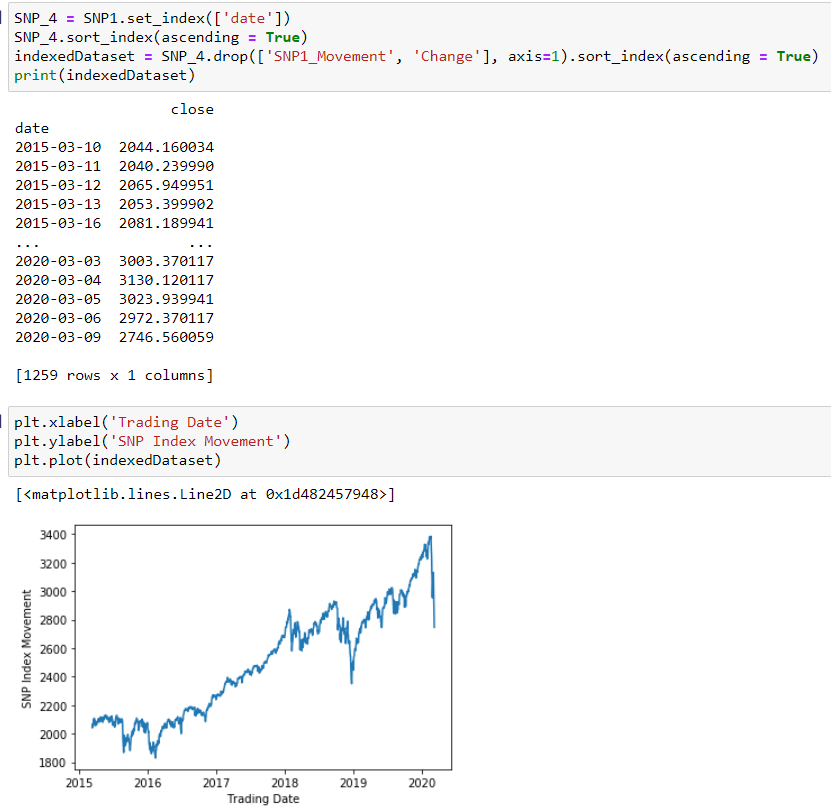 SNP_4 = SNP1.set_index(['date'])
SNP_4.sort_index(ascending = True)
indexedDataset = SNP_4.drop(['SNP1_Movement', 'Change'], axis=1).sort_index(ascending = True)
print(indexedDataset)
close
date
2015-03-10 2044.160034
2015-03-11 2040.239990
2015-03-12 2065.949951
2015-03-13 2053.399902
2015-03-16 2081.189941
... ...
2020-03-03 3003.370117
2020-03-04 3130.120117
2020-03-05 3023.939941
2020-03-06 2972.370117
2020-03-09 2746.560059
[1259 rows x 1 columns]
plt.xlabel('Trading Date')
plt.ylabel('SNP Index Movement')
plt.plot(indexedDataset)
[<matplotlib.lines.Line2D at 0x1d482457948>]
3400
3200
3000
2800
2600
2400
2200
2000
1800
SNP Index Movement
2015 2016 2017 2018 2019 2020
Trading Date